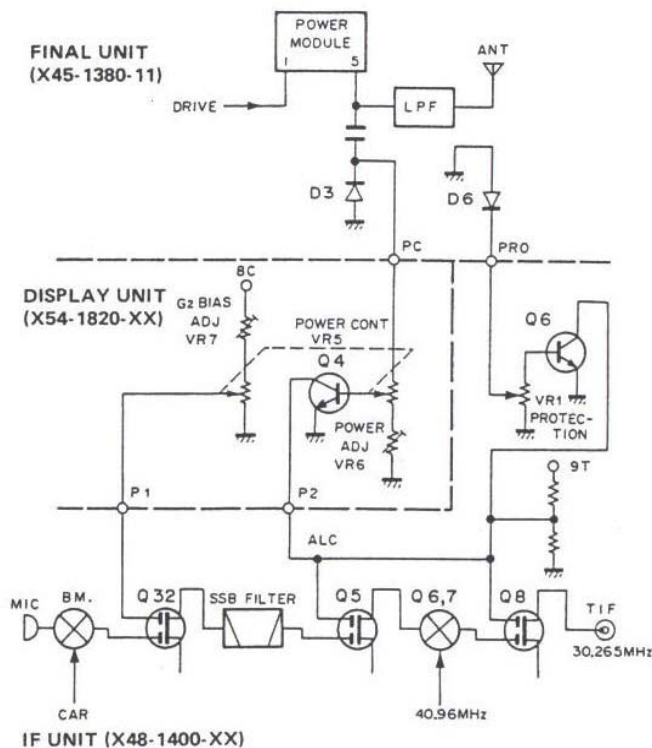 POWER
MODULE
1
5
FINAL UNIT
(X45-1380-11)
ANT
DRIVE
LPF
D3
D6
PC
PRO
8C
DISPLAY UNIT
(X54-1820-XX)
G2 BIAS
ADJ
VR7
POWER CONT
VR5
Q4
Q6
POWER
ADJ
VR6
VR1
PROTEC-
TION
9T
P1
P2
ALC
MIC
BM.
Q32
SSB FILTER
Q5
Q6,7
Q8
TIF
30,265MHz
CAR
40.96MHz
IF UNIT (X48-1400-XX)